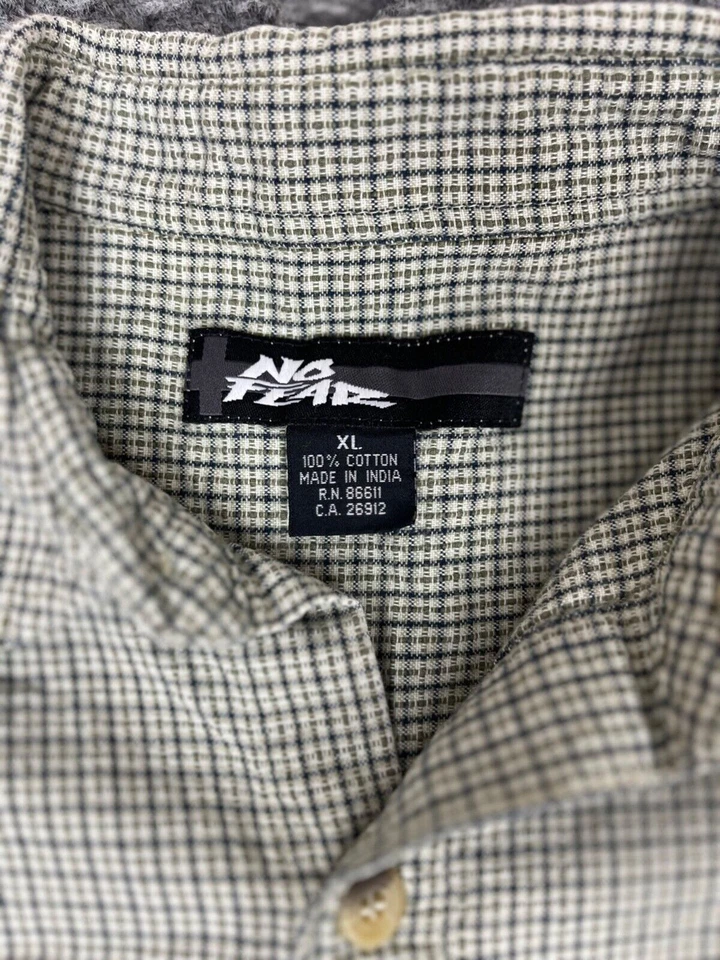 NO
FEAR
XL
100% COTTON
MADE IN INDIA
R.N. 86611
C.A. 26912